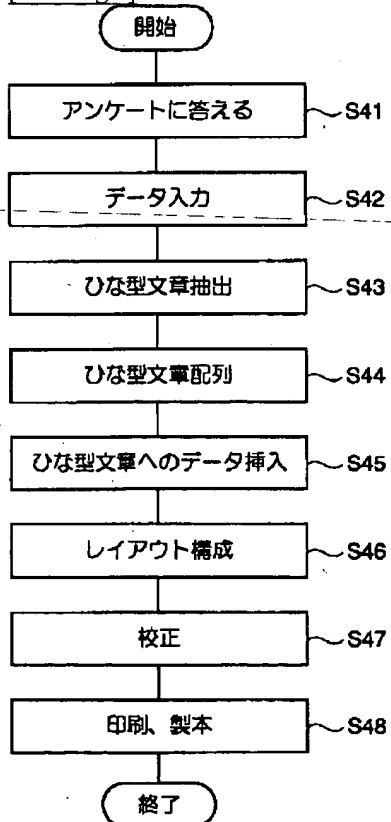 開始
アンケートに答える ~S41
データ入力 ~S42
ひな型文章抽出 ~S43
ひな型文章配列 ~S44
ひな型文章へのデータ挿入 ~S45
レイアウト構成 ~S46
校正 ~S47
印刷、製本 ~S48
終了